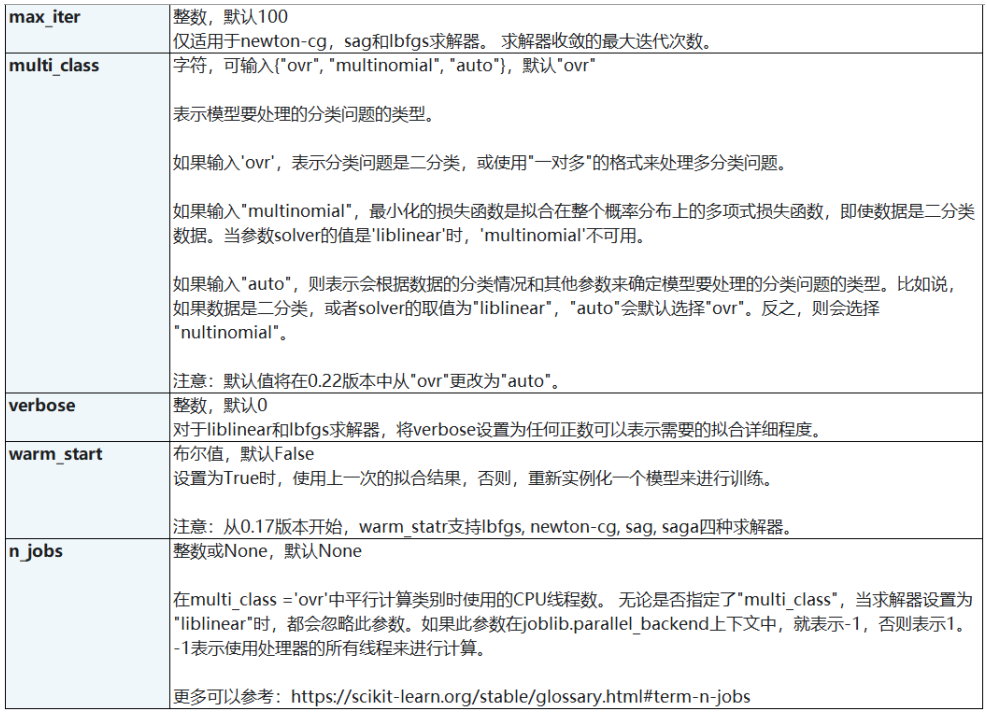 max_iter
整数，默认100
仅适用于newton-cg，sag和lbfgs求解器。 求解器收敛的最大迭代次数。
multi_class
字符，可输入{"ovr", "multinomial", "auto"}，默认"ovr"
表示模型要处理的分类问题的类型。
如果输入'ovr'，表示分类问题是二分类，或使用"一对多"的格式来处理多分类问题。
如果输入"multinomial"，最小化的损失函数是拟合在整个概率分布上的多项式损失函数，即使数据是二分类
数据。当参数solver的值是'liblinear'时，'multinomial'不可用。
如果输入"auto"，则表示会根据数据的分类情况和其他参数来确定模型要处理的分类问题的类型。比如说，
如果数据是二分类，或者solver的取值为"liblinear"，"auto"会默认选择"ovr"。反之，则会选择
"nultinomial"。
注意：默认值将在0.22版本中从"ovr"更改为"auto"。
verbose
整数，默认0
对于liblinear和lbfgs求解器，将verbose设置为任何正数可以表示需要的拟合详细程度。
warm_start
布尔值，默认False
设置为True时，使用上一次的拟合结果，否则，重新实例化一个模型来进行训练。
注意：从0.17版本开始，warm_statr支持lbfgs, newton-cg, sag, saga四种求解器。
n_jobs
整数或None，默认None
在multi_class ='ovr'中平行计算类别时使用的CPU线程数。 无论是否指定了"multi_class"，当求解器设置为
"liblinear"时，都会忽略此参数。如果此参数在joblib.parallel_backend上下文中，就表示-1，否则表示1。
-1表示使用处理器的所有线程来进行计算。
更多可以参考：https://scikit-learn.org/stable/glossary.html#term-n-jobs